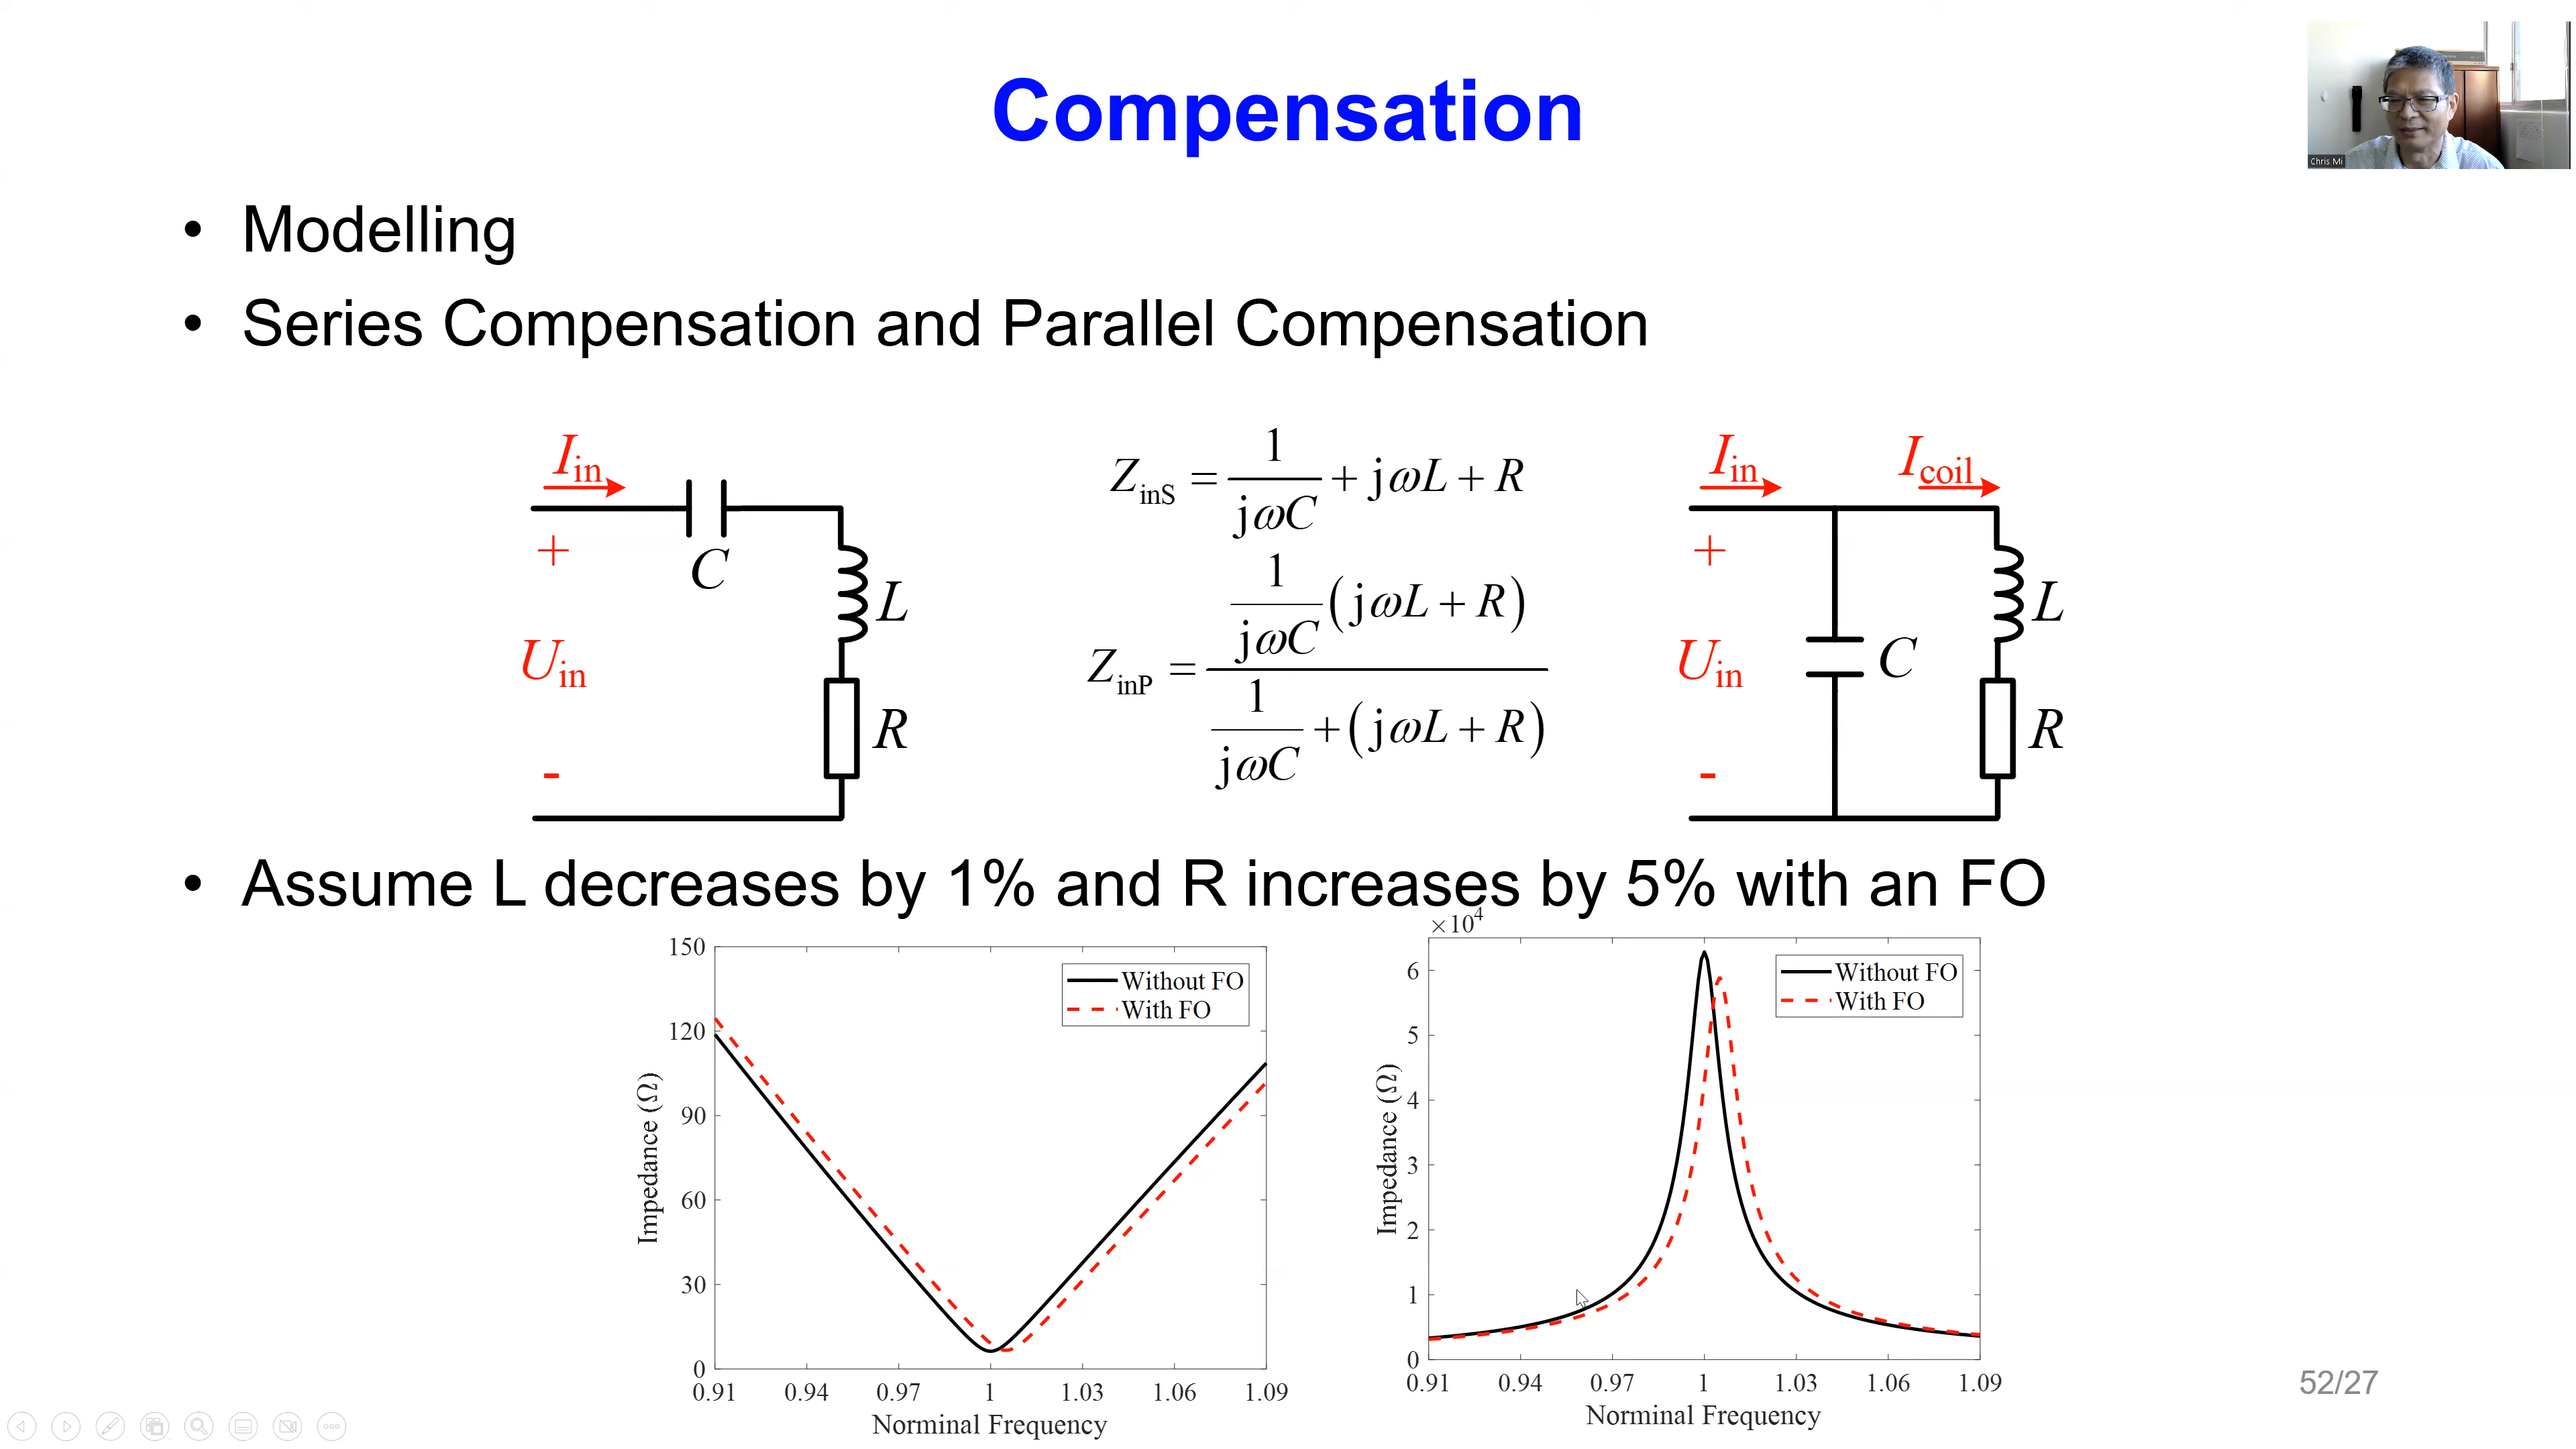 Compensation
Chris Mi
• Modelling
• Series Compensation and Parallel Compensation
I_in
+
U_in
-
C
L
R
Z_inS = 1/(jωC) + jωL + R
Z_inP = (1/(jωC) (jωL + R)) / (1/(jωC) + (jωL + R))
I_in
I_coil
+
U_in
-
C
L
R
• Assume L decreases by 1% and R increases by 5% with an FO
150
120
90
60
30
0
Impedance (Ω)
Without FO
With FO
0.91 0.94 0.97 1 1.03 1.06 1.09
Norminal Frequency
×10⁴
6
5
4
3
2
1
0
Impedance (Ω)
Without FO
With FO
0.91 0.94 0.97 1 1.03 1.06 1.09
Norminal Frequency
52/27